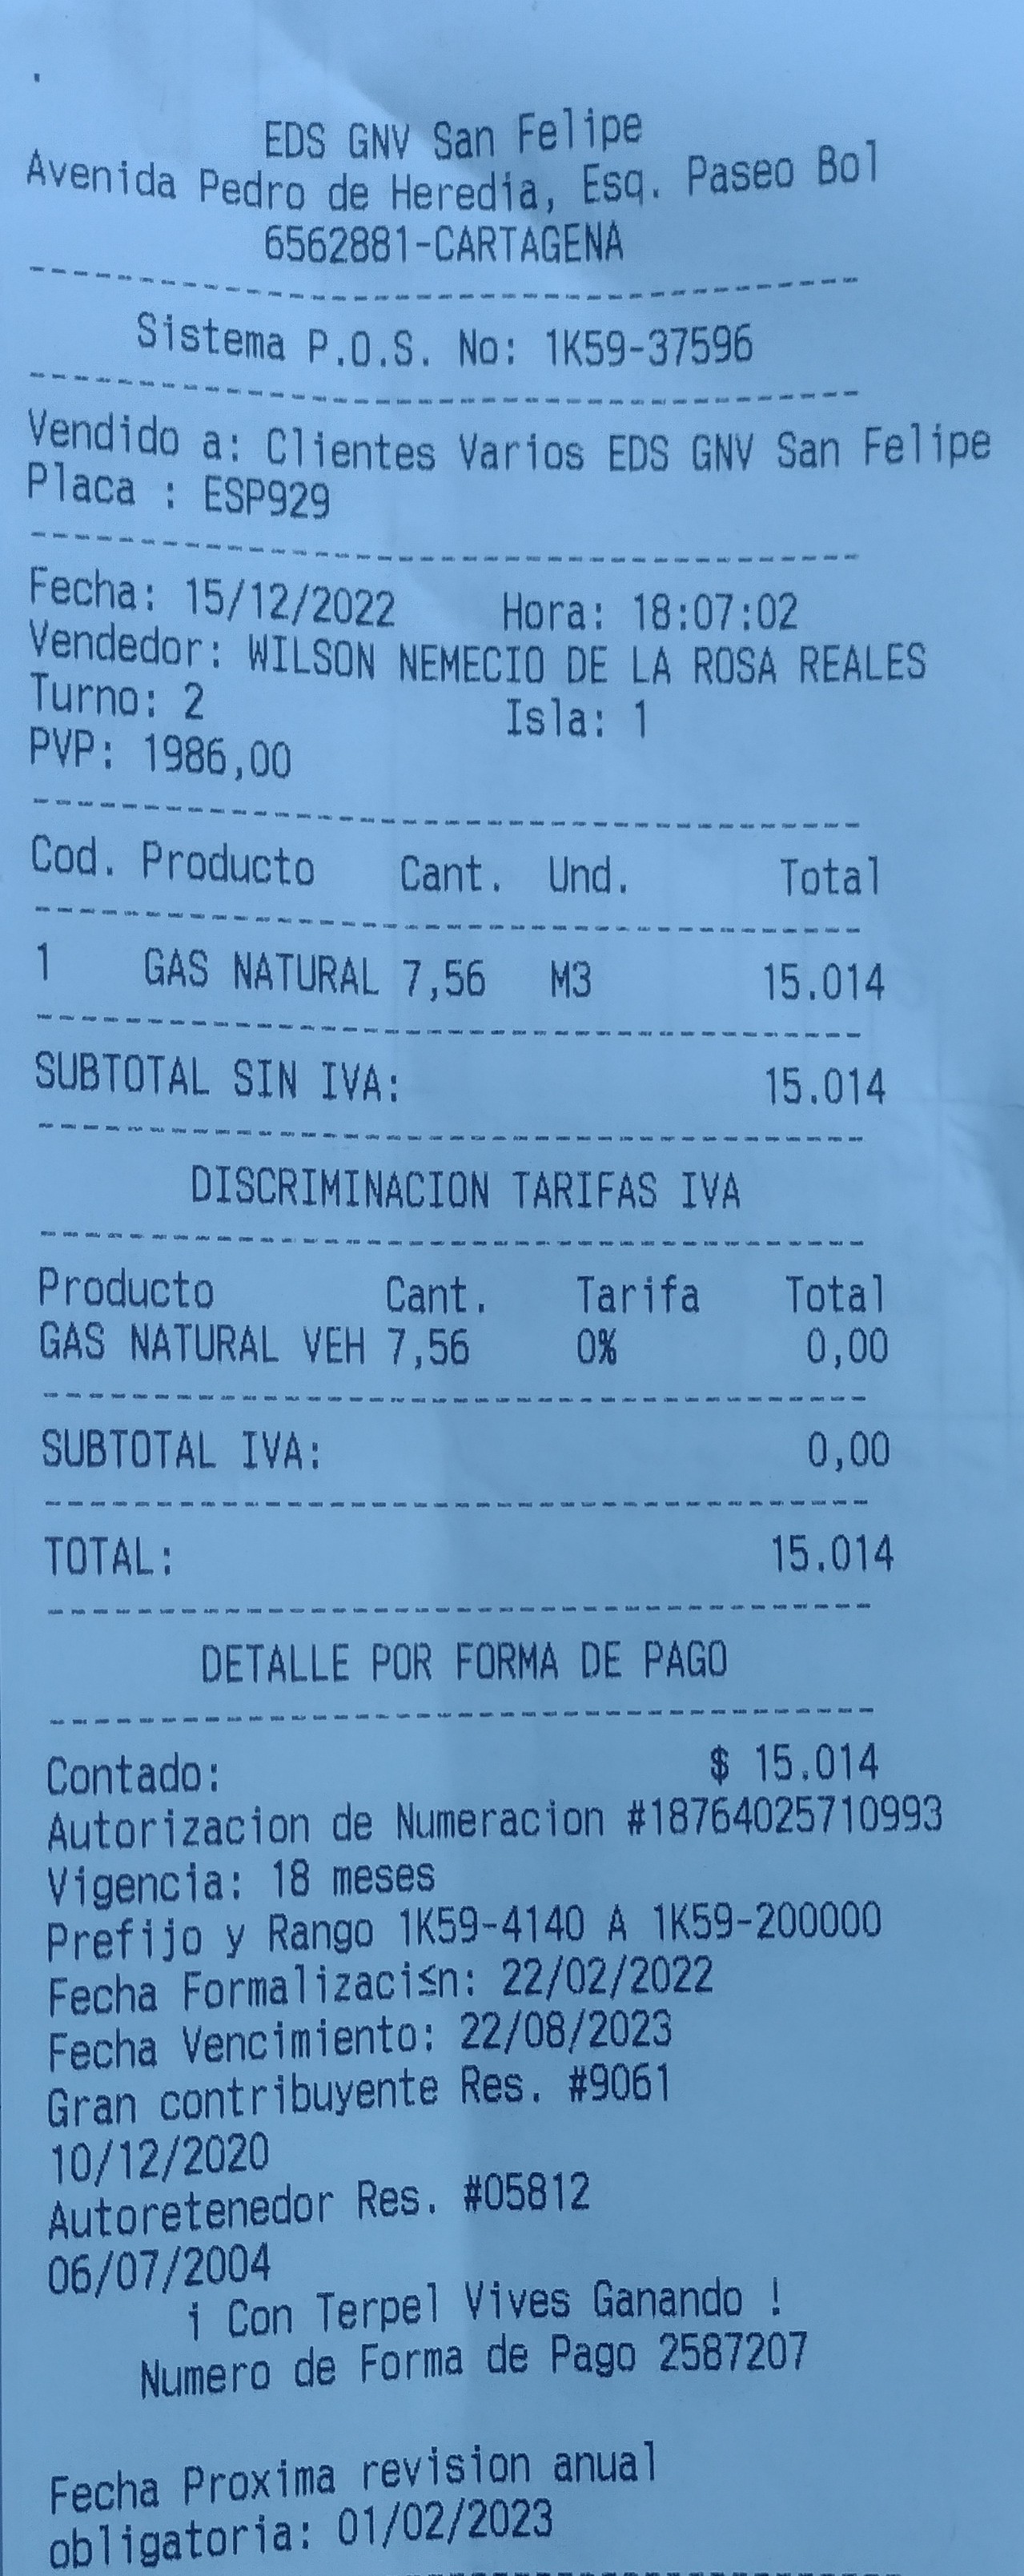 EDS GNV San Felipe
Avenida Pedro de Heredia, Esq. Paseo Bol
6562881-CARTAGENA
Sistema P.O.S. No: 1K59-37596
Vendido a: Clientes Varios EDS GNV San Felipe
Placa : ESP929
Fecha: 15/12/2022 Hora: 18:07:02
Vendedor: WILSON NEMECIO DE LA ROSA REALES
Turno: 2 Isla: 1
PVP: 1986,00
Cod. Producto Cant. Und. Total
1 GAS NATURAL 7,56 M3 15.014
SUBTOTAL SIN IVA: 15.014
DISCRIMINACION TARIFAS IVA
Producto Cant. Tarifa Total
GAS NATURAL VEH 7,56 0% 0,00
SUBTOTAL IVA: 0,00
TOTAL: 15.014
DETALLE POR FORMA DE PAGO
Contado: $ 15.014
Autorizacion de Numeracion #18764025710993
Vigencia: 18 meses
Prefijo y Rango 1K59-4140 A 1K59-200000
Fecha Formalizaci≤n: 22/02/2022
Fecha Vencimiento: 22/08/2023
Gran contribuyente Res. #9061
10/12/2020
Autoretenedor Res. #05812
06/07/2004
¡ Con Terpel Vives Ganando !
Numero de Forma de Pago 2587207
Fecha Proxima revision anual
obligatoria: 01/02/2023